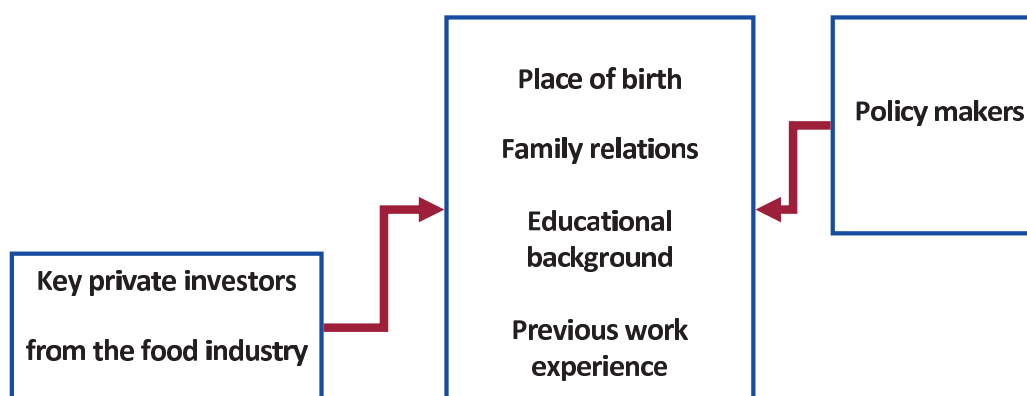 Place of birth
Family relations
Educational
background
Previous work
experience
Policy makers
Key private investors
from the food industry